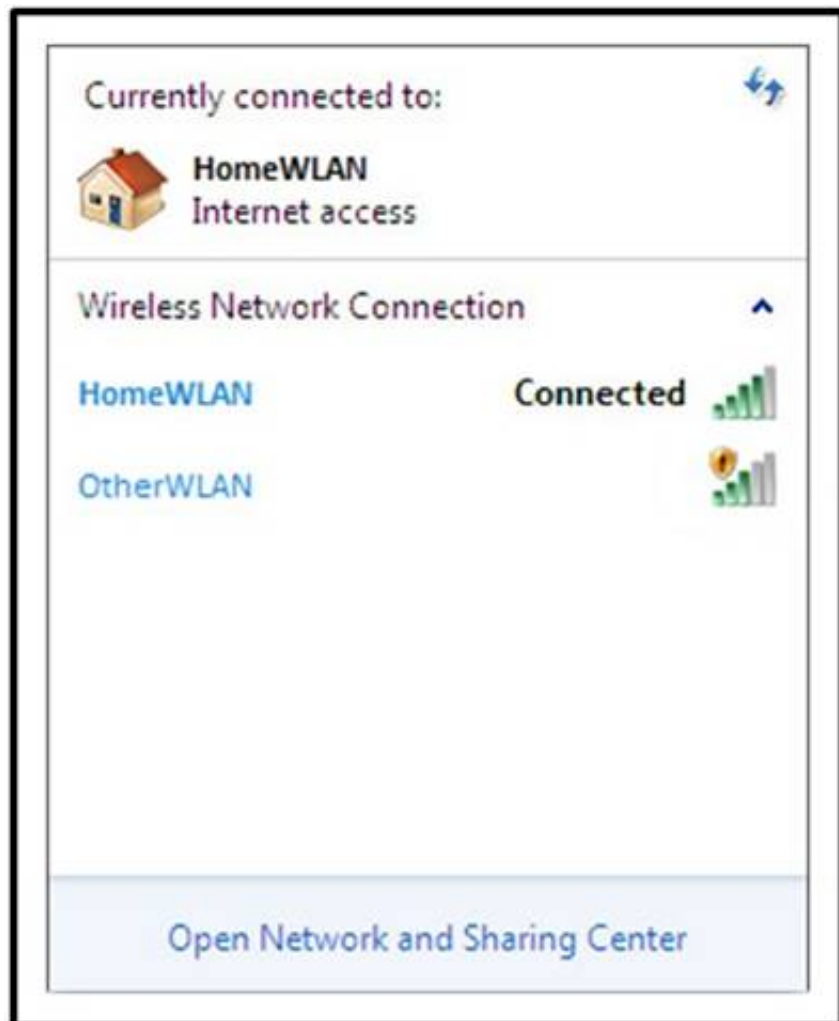 Currently connected to:
HomeWLAN
Internet access
Wireless Network Connection
HomeWLAN Connected
OtherWLAN
Open Network and Sharing Center